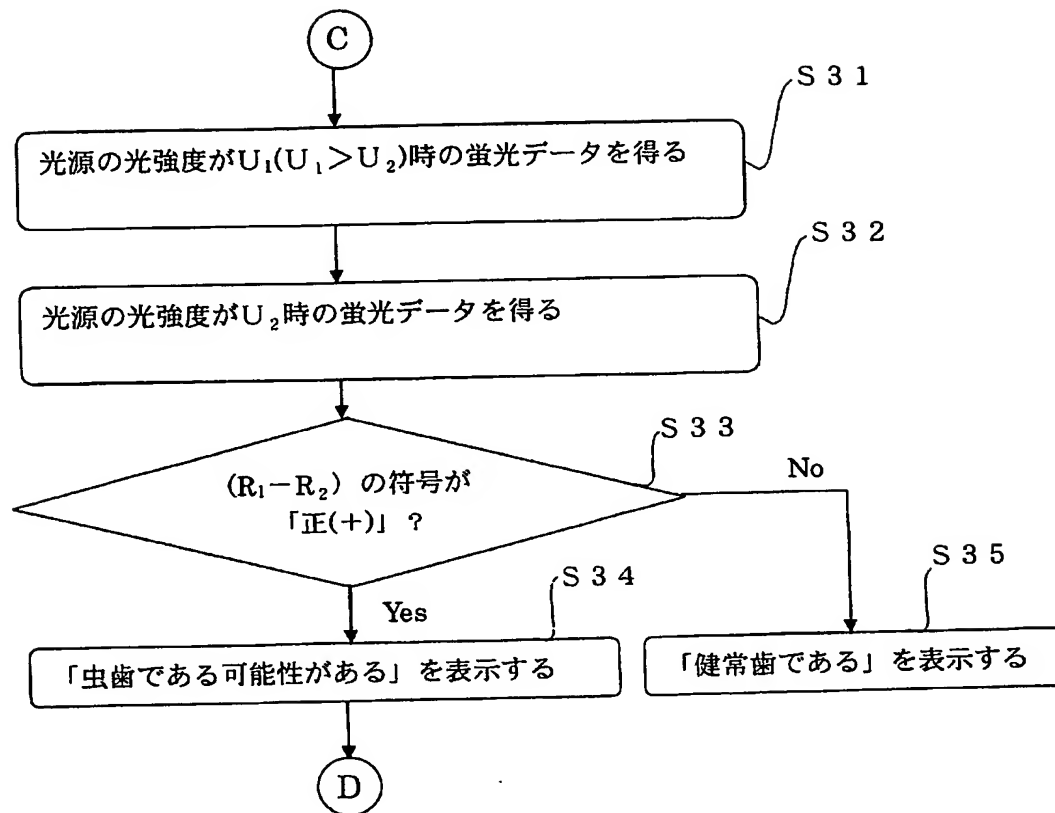 C
S31
光源の光強度がU₁(U₁>U₂)時の蛍光データを得る
S32
光源の光強度がU₂時の蛍光データを得る
S33
(R₁−R₂)の符号が
「正(+)」?
No
Yes
S34
S35
「虫歯である可能性がある」を表示する
「健常歯である」を表示する
D